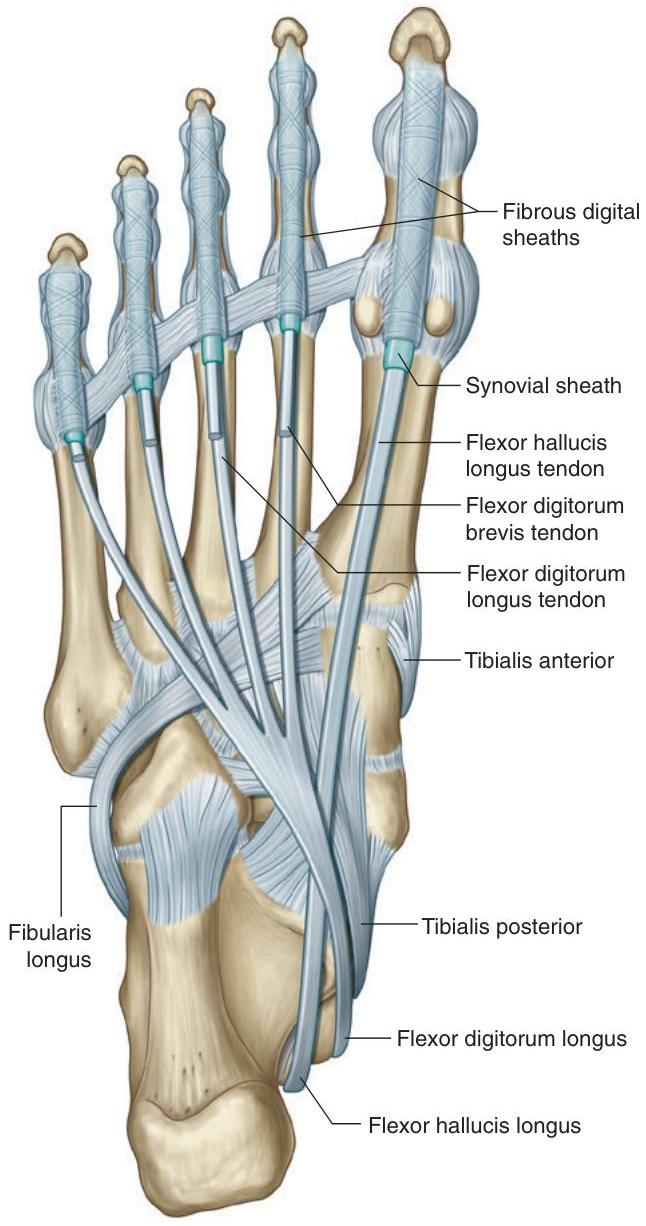 Fibrous digital
sheaths
Synovial sheath
Flexor hallucis
longus tendon
Flexor digitorum
brevis tendon
Flexor digitorum
longus tendon
Tibialis anterior
Fibularis
longus
Tibialis posterior
Flexor digitorum longus
Flexor hallucis longus